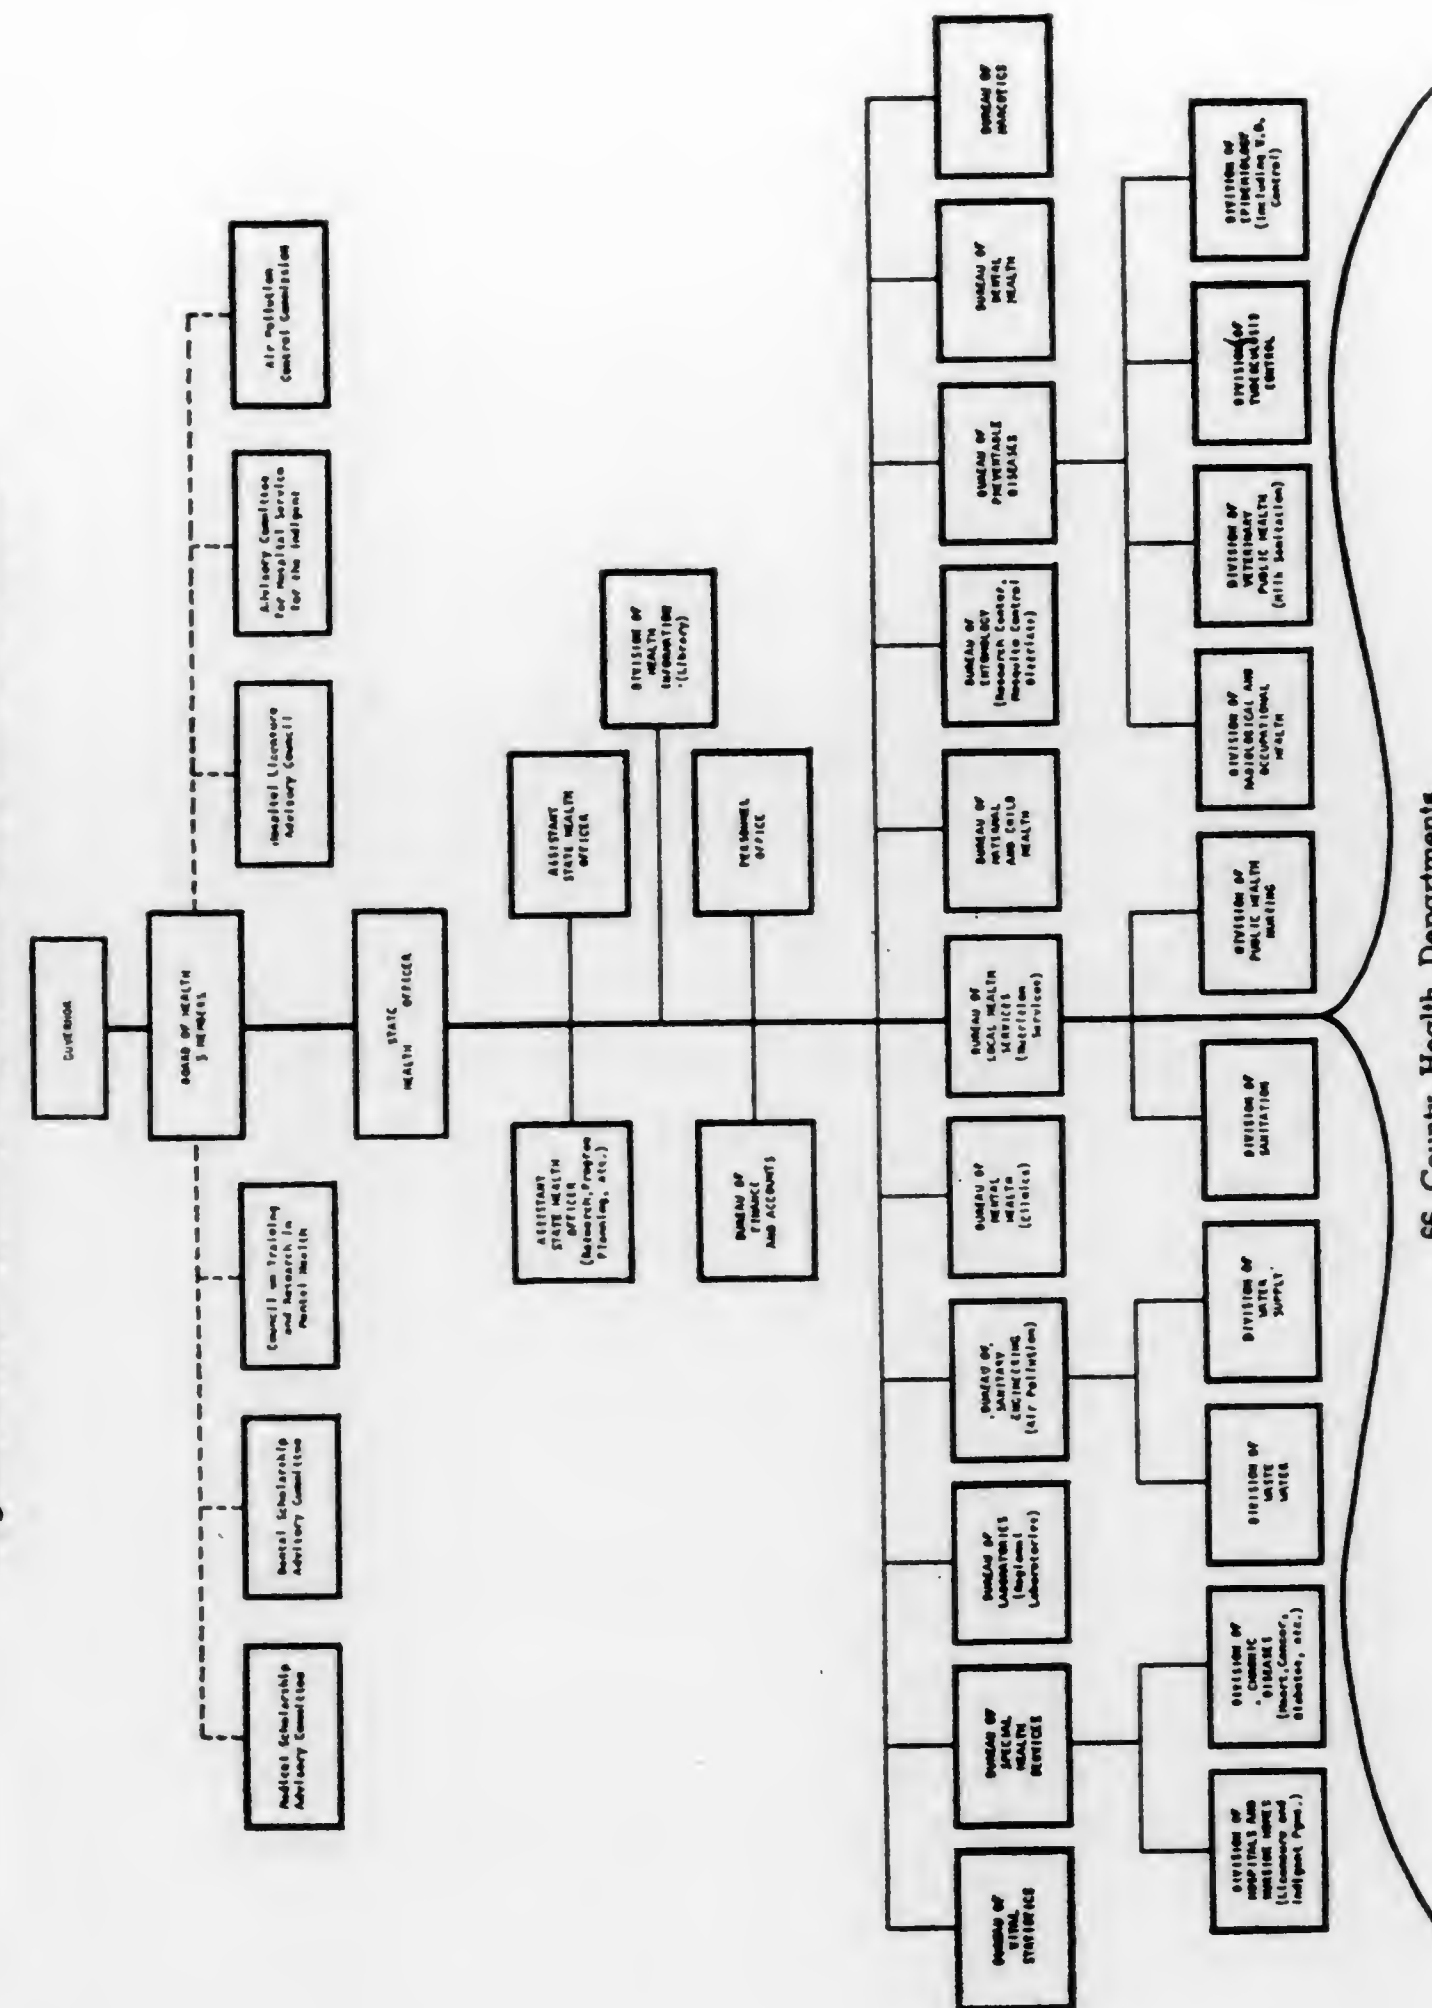 GOVERNOR
BOARD OF HEALTH
5 MEMBERS
Medical Scholarship
Advisory Committee
Dental Scholarship
Advisory Committee
Council on Training
and Research in
Mental Health
Hospital Licensure
Advisory Council
Advisory Committee
for Hospital Service
for the Indigent
Air Pollution
Control Commission
STATE
HEALTH OFFICER
ASSISTANT
STATE HEALTH
OFFICER
(Research, Program
Planning, etc.)
ASSISTANT
STATE HEALTH
OFFICER
DIVISION OF
HEALTH
INFORMATION
(Library)
BUREAU OF
FINANCE
AND ACCOUNTS
PERSONNEL
OFFICE
BUREAU OF
VITAL
STATISTICS
BUREAU OF
SPECIAL
HEALTH
SERVICES
BUREAU OF
LABORATORIES
(Regional
Laboratories)
BUREAU OF
SANITARY
ENGINEERING
(Air Pollution)
BUREAU OF
MENTAL
HEALTH
(Clinics)
BUREAU OF
LOCAL HEALTH
SERVICES
(Nutrition
Services)
BUREAU OF
MATERNAL
AND CHILD
HEALTH
BUREAU OF
ENTOMOLOGY
(Research Center,
Mosquito Control
Districts)
BUREAU OF
PREVENTABLE
DISEASES
BUREAU OF
DENTAL
HEALTH
BUREAU OF
NARCOTICS
DIVISION OF
HOSPITALS AND
NURSING HOMES
(Licensure and
Indigent Pgms.)
DIVISION OF
CHRONIC
DISEASES
(Heart, Cancer,
Diabetes, etc.)
DIVISION OF
WASTE
WATER
DIVISION OF
WATER
SUPPLY
DIVISION OF
SANITATION
DIVISION OF
PUBLIC HEALTH
NURSING
DIVISION OF
RADIOLOGICAL AND
OCCUPATIONAL
HEALTH
DIVISION OF
VETERINARY
PUBLIC HEALTH
(Milk Sanitation)
DIVISION OF
TUBERCULOSIS
CONTROL
DIVISION OF
EPIDEMIOLOGY
(Including V.D.
Control)
County Health Departments